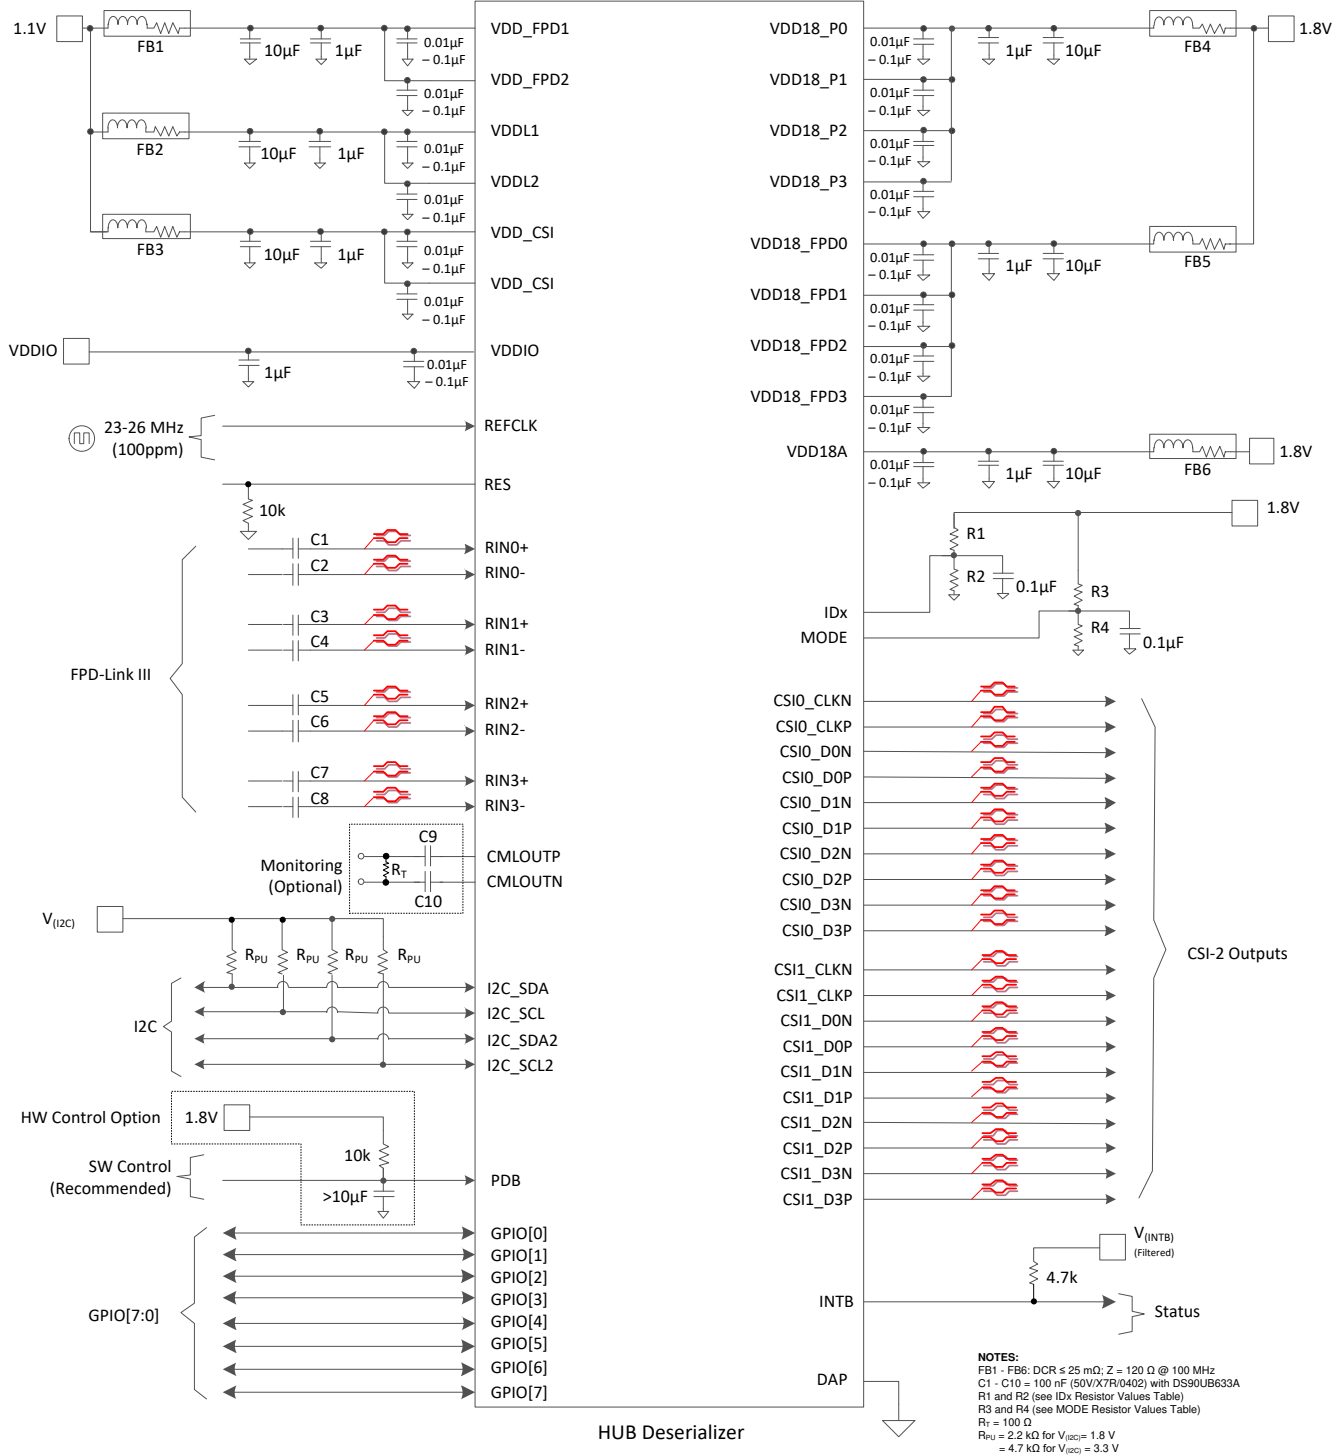 1.1V
FB1
10µF
1µF
0.01µF
– 0.1µF
VDD_FPD1
0.01µF
– 0.1µF
VDD_FPD2
FB2
10µF
1µF
0.01µF
– 0.1µF
VDDL1
0.01µF
– 0.1µF
VDDL2
FB3
10µF
1µF
0.01µF
– 0.1µF
VDD_CSI
0.01µF
– 0.1µF
VDD_CSI
VDDIO
1µF
0.01µF
– 0.1µF
VDDIO
23-26 MHz
(100ppm)
REFCLK
10k
RES
FPD-Link III
C1
RIN0+
C2
RIN0-
C3
RIN1+
C4
RIN1-
C5
RIN2+
C6
RIN2-
C7
RIN3+
C8
RIN3-
Monitoring
(Optional)
C9
RT
C10
CMLOUTP
CMLOUTN
V(I2C)
RPU
RPU
RPU
RPU
I2C
I2C_SDA
I2C_SCL
I2C_SDA2
I2C_SCL2
HW Control Option
1.8V
10k
SW Control
(Recommended)
>10µF
PDB
GPIO[7:0]
GPIO[0]
GPIO[1]
GPIO[2]
GPIO[3]
GPIO[4]
GPIO[5]
GPIO[6]
GPIO[7]
VDD18_P0
0.01µF
– 0.1µF
1µF
10µF
FB4
1.8V
VDD18_P1
0.01µF
– 0.1µF
VDD18_P2
0.01µF
– 0.1µF
VDD18_P3
0.01µF
– 0.1µF
VDD18_FPD0
0.01µF
– 0.1µF
1µF
10µF
FB5
VDD18_FPD1
0.01µF
– 0.1µF
VDD18_FPD2
0.01µF
– 0.1µF
VDD18_FPD3
0.01µF
– 0.1µF
VDD18A
0.01µF
– 0.1µF
1µF
10µF
FB6
1.8V
1.8V
R1
R2
0.1µF
R3
R4
0.1µF
IDx
MODE
CSI0_CLKN
CSI0_CLKP
CSI0_D0N
CSI0_D0P
CSI0_D1N
CSI0_D1P
CSI0_D2N
CSI0_D2P
CSI0_D3N
CSI0_D3P
CSI1_CLKN
CSI1_CLKP
CSI1_D0N
CSI1_D0P
CSI1_D1N
CSI1_D1P
CSI1_D2N
CSI1_D2P
CSI1_D3N
CSI1_D3P
CSI-2 Outputs
V(INTB)
(Filtered)
4.7k
INTB
Status
DAP
HUB Deserializer
NOTES:
FB1 - FB6: DCR ≤ 25 mΩ; Z = 120 Ω @ 100 MHz
C1 - C10 = 100 nF (50V/X7R/0402) with DS90UB633A
R1 and R2 (see IDx Resistor Values Table)
R3 and R4 (see MODE Resistor Values Table)
RT = 100 Ω
RPU = 2.2 kΩ for V(I2C)= 1.8 V
= 4.7 kΩ for V(I2C) = 3.3 V